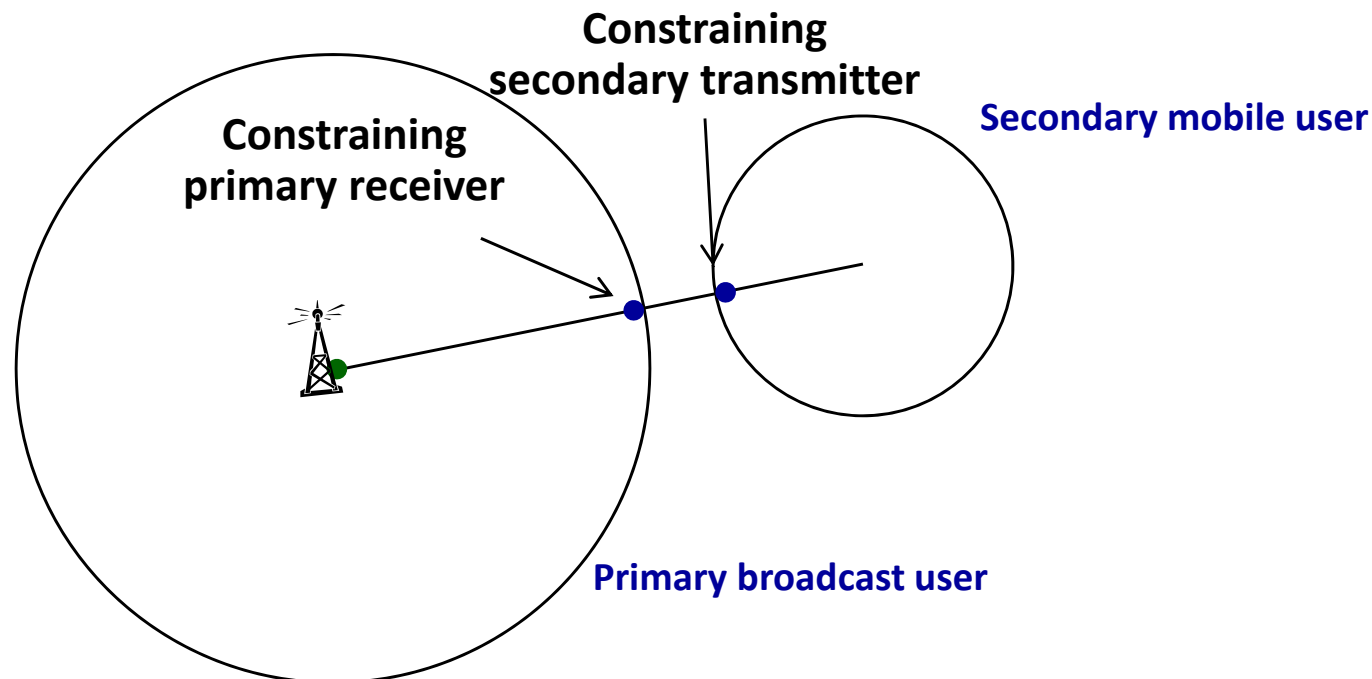 Constraining
secondary transmitter
Secondary mobile user
Constraining
primary receiver
Primary broadcast user